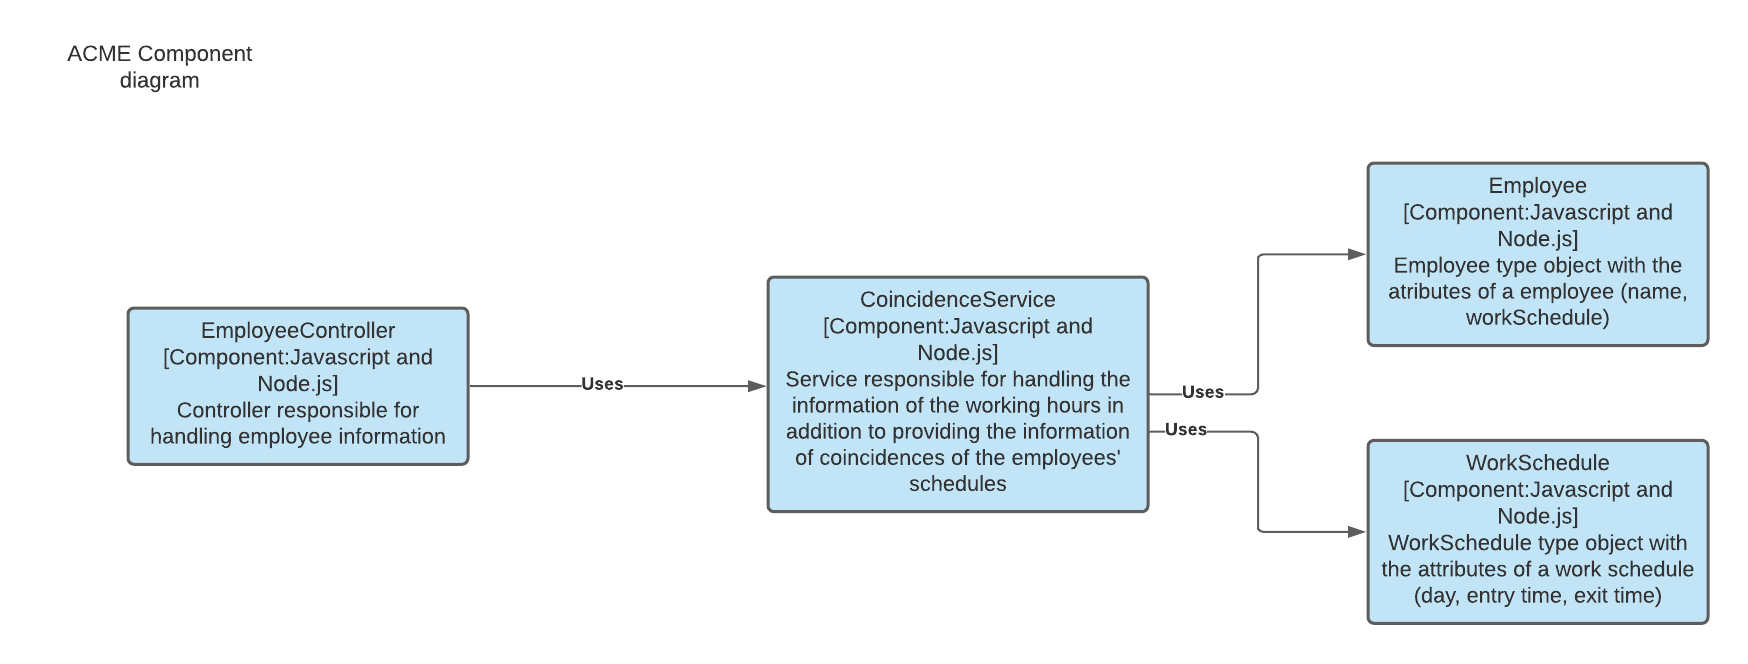 ACME Component
diagram
EmployeeController
[Component:Javascript and
Node.js]
Controller responsible for
handling employee information
Uses
CoincidenceService
[Component:Javascript and
Node.js]
Service responsible for handling the
information of the working hours in
addition to providing the information
of coincidences of the employees'
schedules
Uses
Uses
Employee
[Component:Javascript and
Node.js]
Employee type object with the
atributes of a employee (name,
workSchedule)
WorkSchedule
[Component:Javascript and
Node.js]
WorkSchedule type object with
the attributes of a work schedule
(day, entry time, exit time)